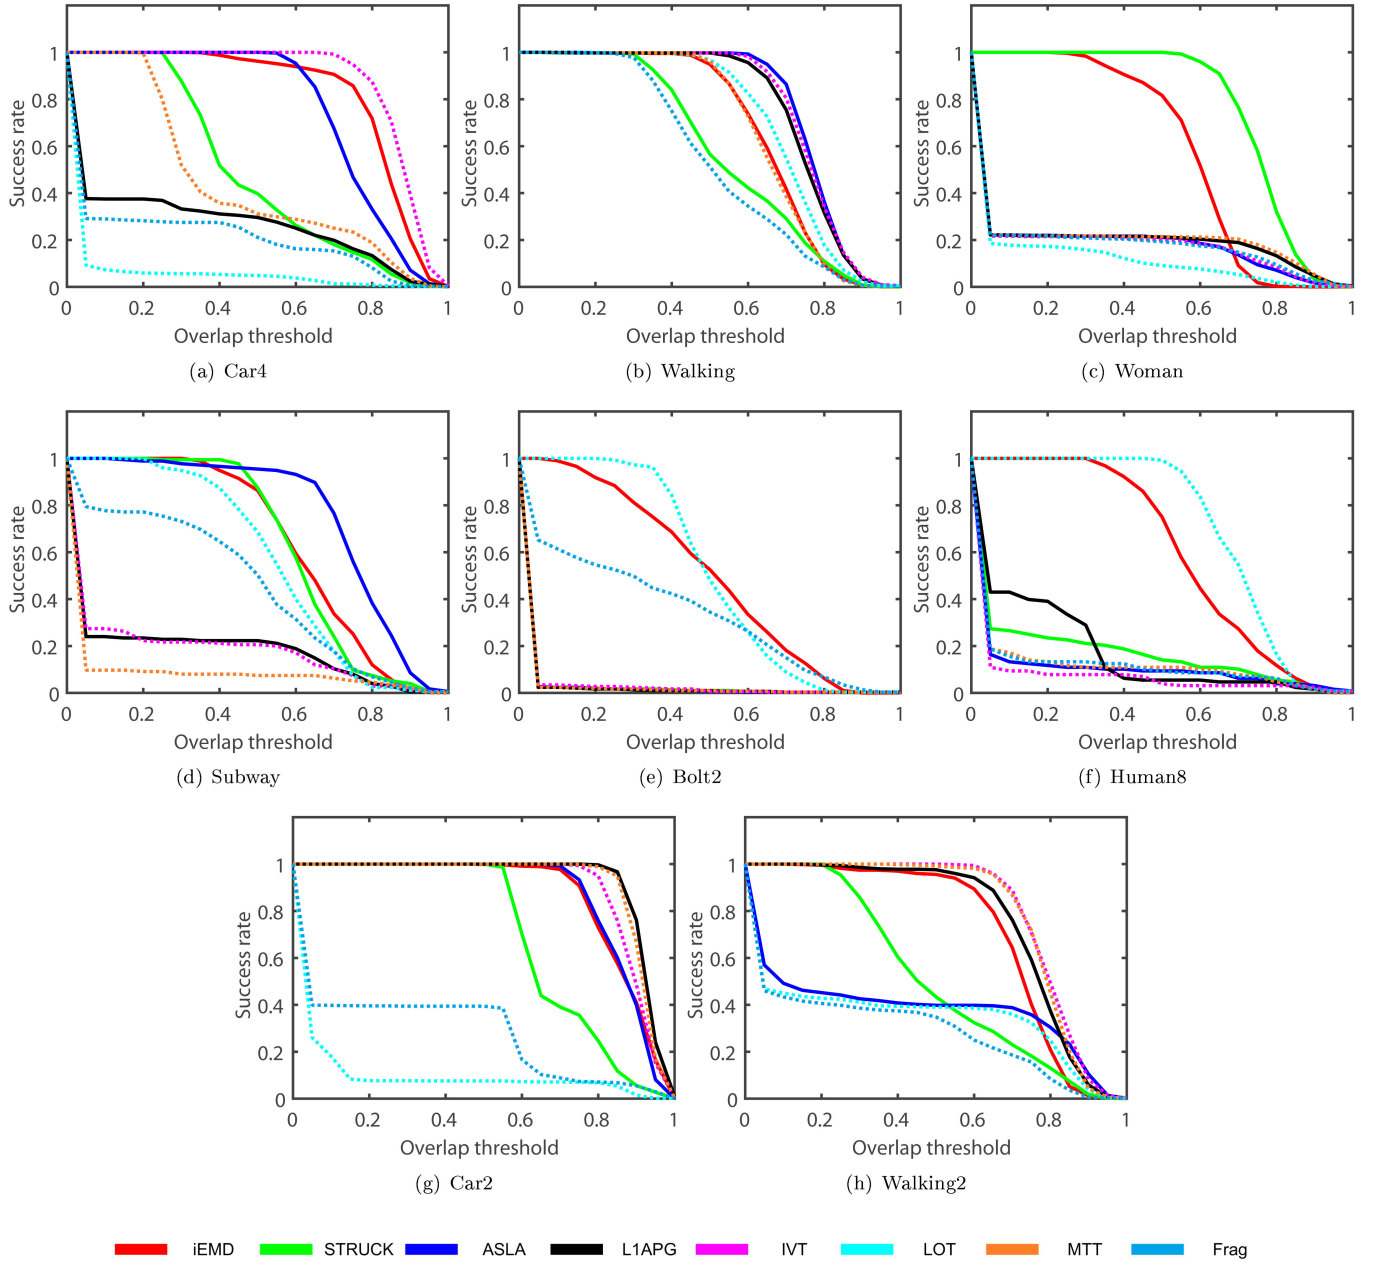 1
0.8
0.6
0.4
0.2
0
Success rate
0 0.2 0.4 0.6 0.8 1
Overlap threshold
(a) Car4
1
0.8
0.6
0.4
0.2
0
Success rate
0 0.2 0.4 0.6 0.8 1
Overlap threshold
(b) Walking
1
0.8
0.6
0.4
0.2
0
Success rate
0 0.2 0.4 0.6 0.8 1
Overlap threshold
(c) Woman
1
0.8
0.6
0.4
0.2
0
Success rate
0 0.2 0.4 0.6 0.8 1
Overlap threshold
(d) Subway
1
0.8
0.6
0.4
0.2
0
Success rate
0 0.2 0.4 0.6 0.8 1
Overlap threshold
(e) Bolt2
1
0.8
0.6
0.4
0.2
0
Success rate
0 0.2 0.4 0.6 0.8 1
Overlap threshold
(f) Human8
1
0.8
0.6
0.4
0.2
0
Success rate
0 0.2 0.4 0.6 0.8 1
Overlap threshold
(g) Car2
1
0.8
0.6
0.4
0.2
0
Success rate
0 0.2 0.4 0.6 0.8 1
Overlap threshold
(h) Walking2
iEMD STRUCK ASLA L1APG IVT LOT MTT Frag